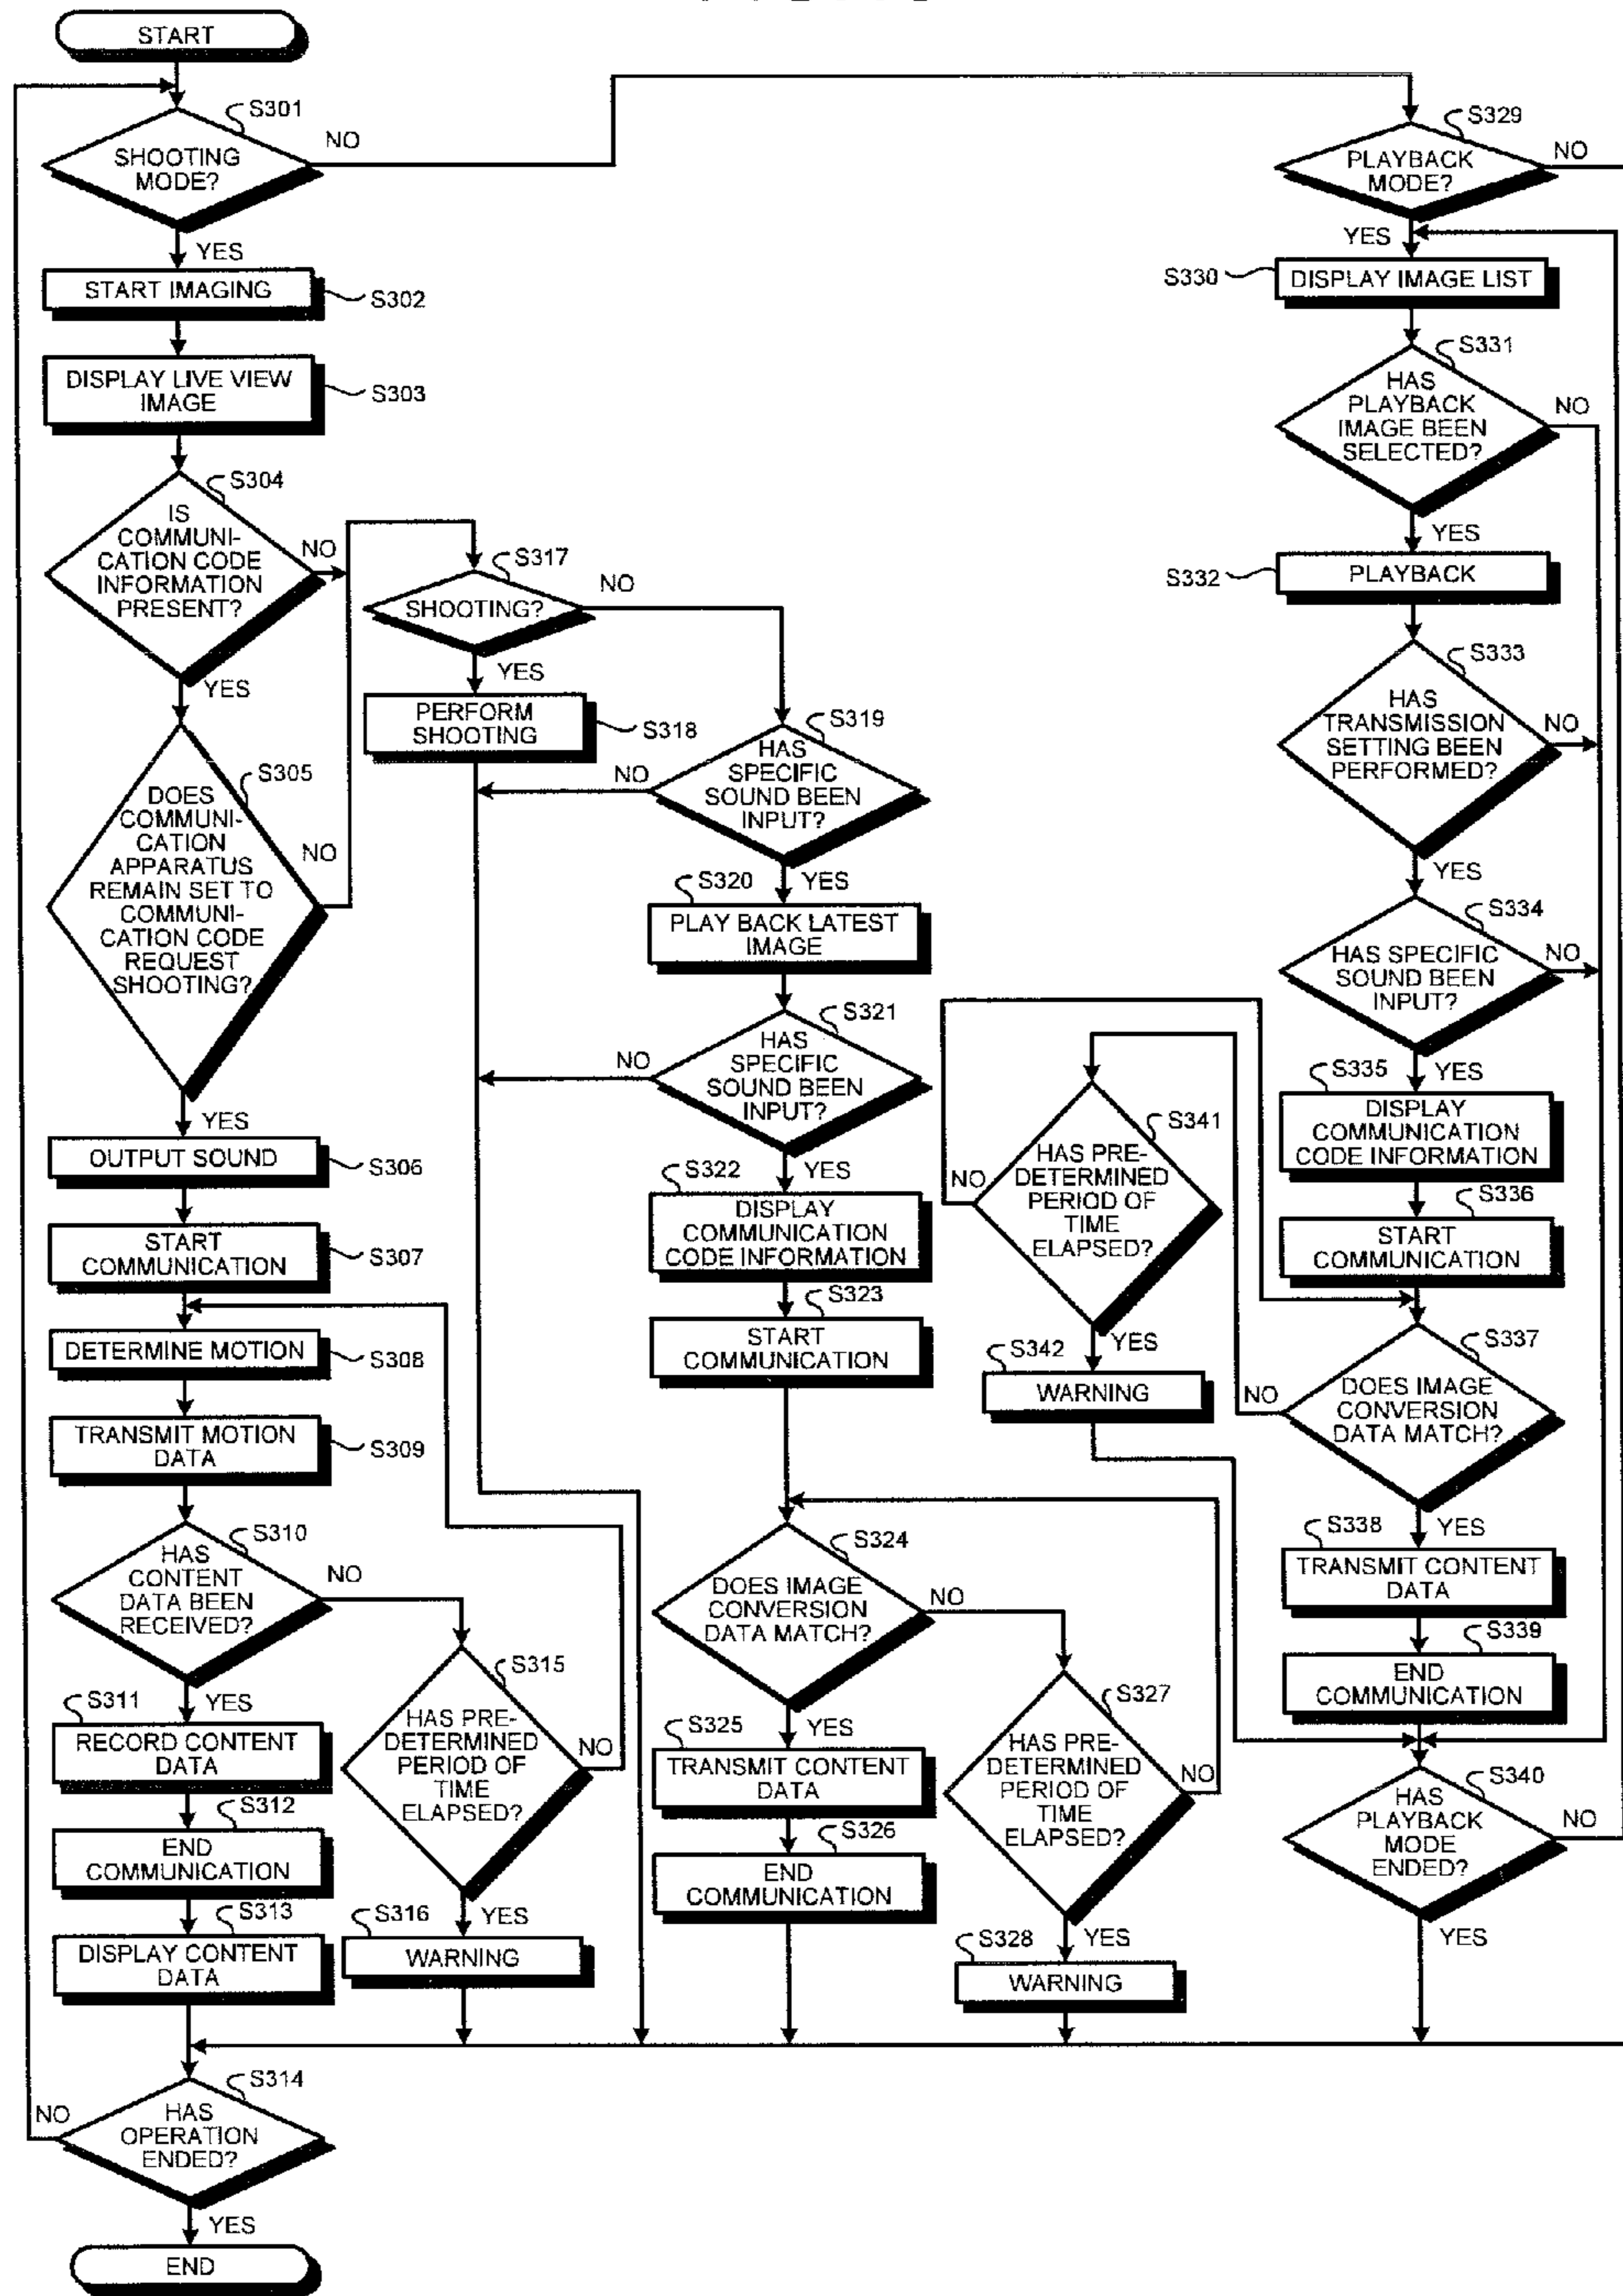 START
S301
SHOOTING
MODE?
NO
YES
START IMAGING
S302
DISPLAY LIVE VIEW
IMAGE
S303
S304
IS
COMMUNI-
CATION CODE
INFORMATION
PRESENT?
NO
YES
S305
DOES
COMMUNI-
CATION
APPARATUS
REMAIN SET TO
COMMUNI-
CATION CODE
REQUEST
SHOOTING?
NO
YES
OUTPUT SOUND
S306
START
COMMUNICATION
S307
DETERMINE MOTION
S308
TRANSMIT MOTION
DATA
S309
S310
HAS
CONTENT
DATA BEEN
RECEIVED?
NO
YES
S311
RECORD CONTENT
DATA
S312
END
COMMUNICATION
S313
DISPLAY CONTENT
DATA
S314
HAS
OPERATION
ENDED?
NO
YES
END
S315
HAS PRE-
DETERMINED
PERIOD OF
TIME
ELAPSED?
NO
YES
S316
WARNING
S317
SHOOTING?
NO
YES
PERFORM
SHOOTING
S318
S319
HAS
SPECIFIC
SOUND BEEN
INPUT?
NO
YES
S320
PLAY BACK LATEST
IMAGE
S321
HAS
SPECIFIC
SOUND BEEN
INPUT?
NO
YES
S322
DISPLAY
COMMUNICATION
CODE INFORMATION
S323
START
COMMUNICATION
S324
DOES IMAGE
CONVERSION
DATA MATCH?
NO
YES
S325
TRANSMIT CONTENT
DATA
S326
END
COMMUNICATION
S327
HAS PRE-
DETERMINED
PERIOD OF
TIME
ELAPSED?
NO
YES
S328
WARNING
S329
PLAYBACK
MODE?
NO
YES
S330
DISPLAY IMAGE LIST
S331
HAS
PLAYBACK
IMAGE BEEN
SELECTED?
NO
YES
S332
PLAYBACK
S333
HAS
TRANSMISSION
SETTING BEEN
PERFORMED?
NO
YES
S334
HAS SPECIFIC
SOUND BEEN
INPUT?
NO
YES
S335
DISPLAY
COMMUNICATION
CODE INFORMATION
S336
START
COMMUNICATION
S337
DOES IMAGE
CONVERSION
DATA MATCH?
NO
YES
S338
TRANSMIT CONTENT
DATA
S339
END
COMMUNICATION
S340
HAS
PLAYBACK
MODE
ENDED?
NO
YES
S341
HAS PRE-
DETERMINED
PERIOD OF
TIME
ELAPSED?
NO
YES
S342
WARNING